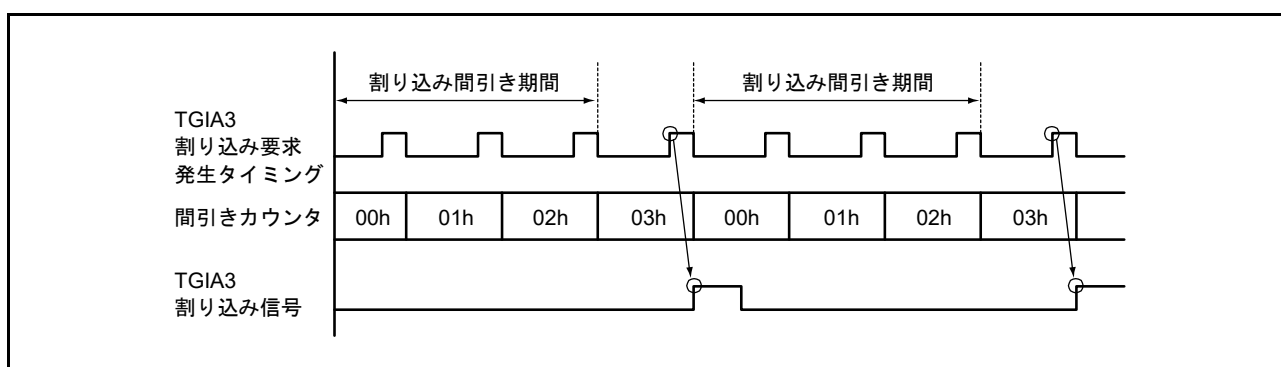 割り込み間引き期間
割り込み間引き期間
TGIA3
割り込み要求
発生タイミング
間引きカウンタ
00h
01h
02h
03h
00h
01h
02h
03h
TGIA3
割り込み信号